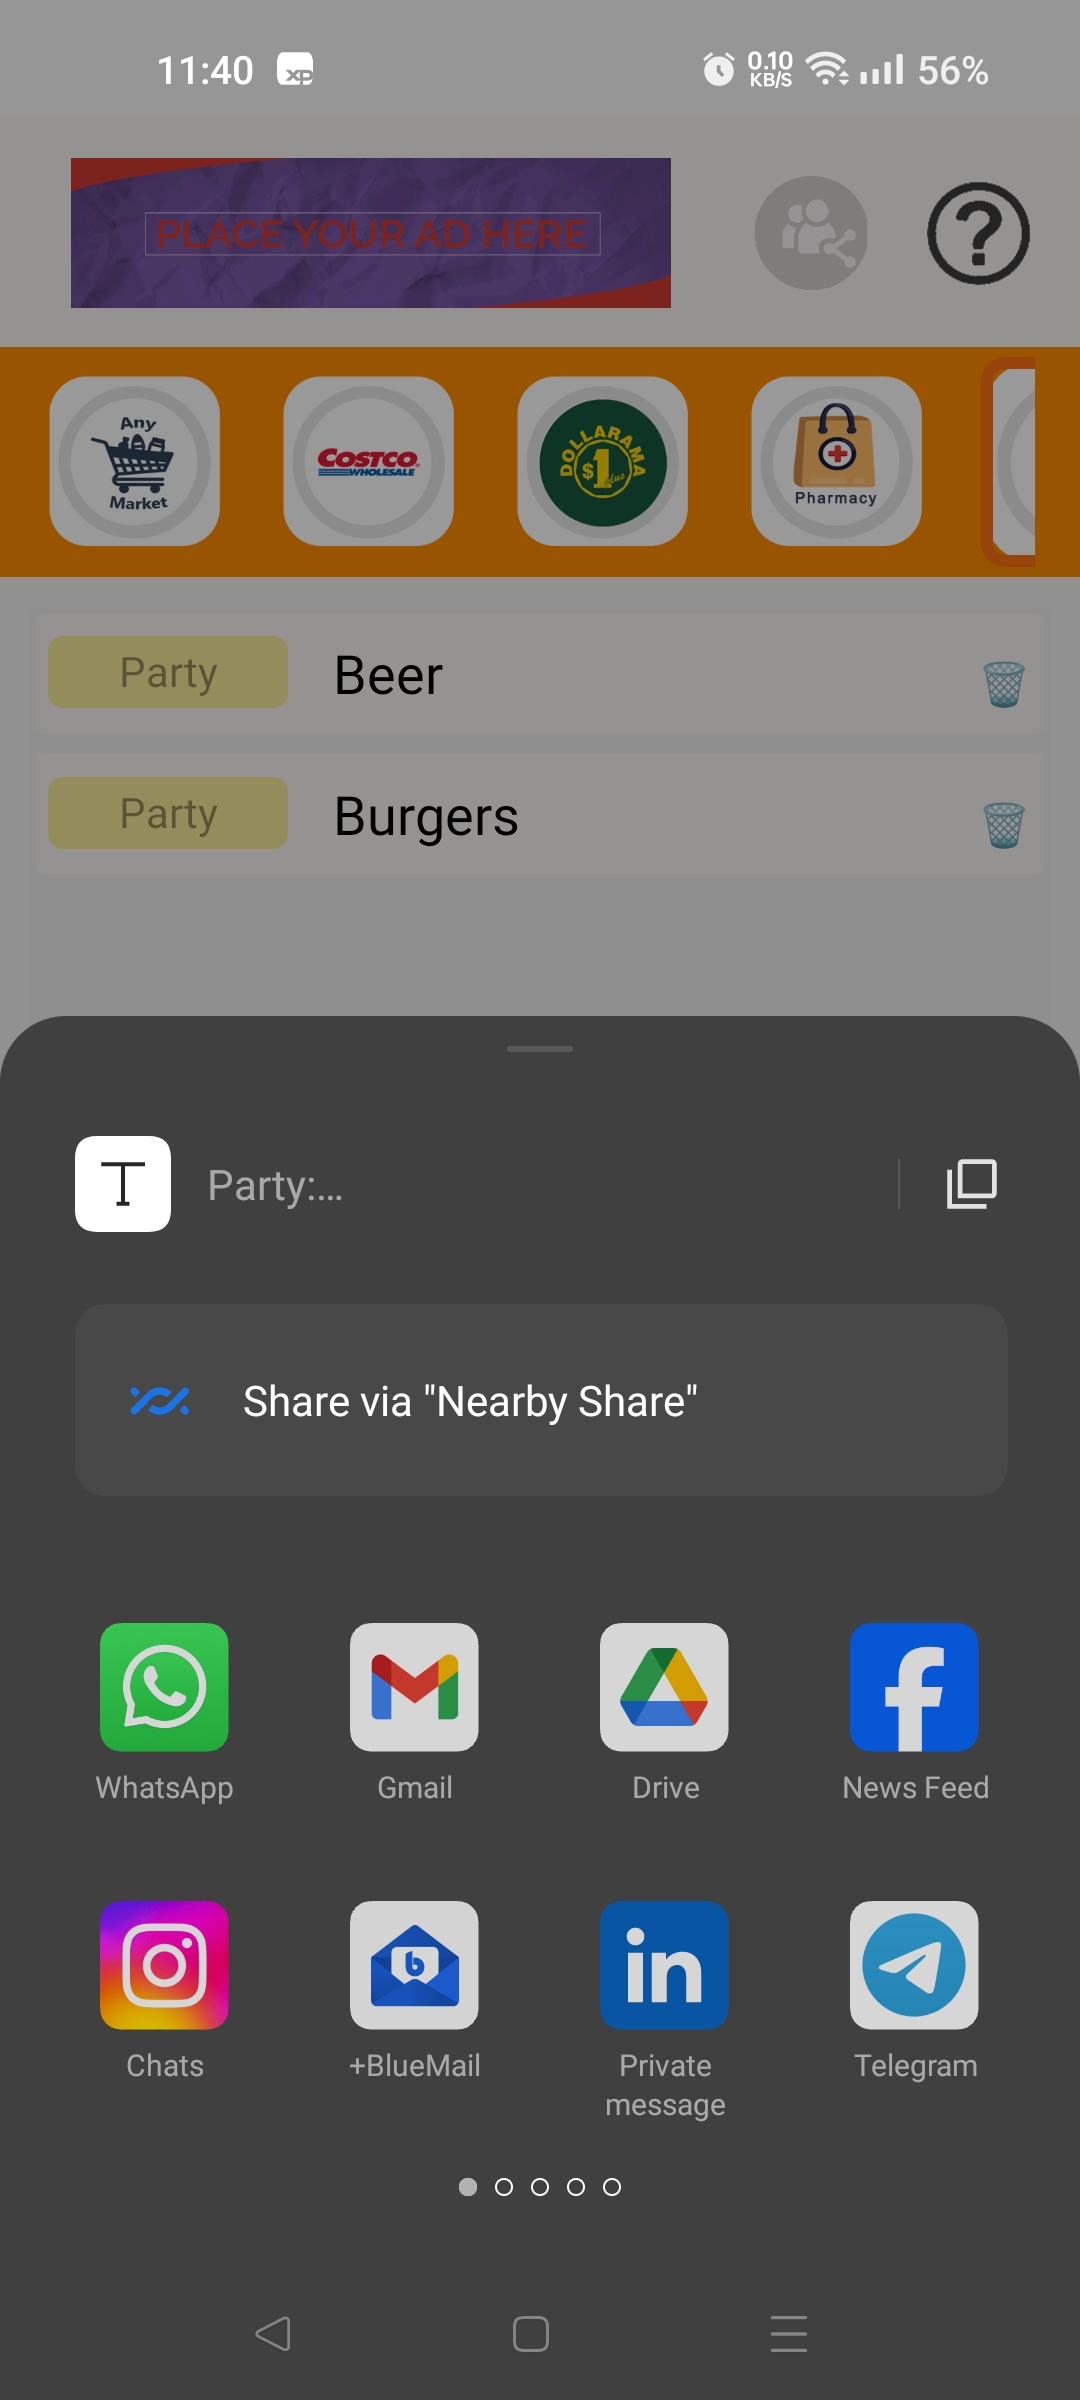 11:40
XP
0.10
KB/S
56%
PLACE YOUR AD HERE
Any
Market
COSTCO
WHOLESALE
DOLLARAMA
$1
plus
Pharmacy
Party
Beer
Party
Burgers
Party:...
Share via "Nearby Share"
WhatsApp
Gmail
Drive
News Feed
Chats
+BlueMail
Private
message
Telegram